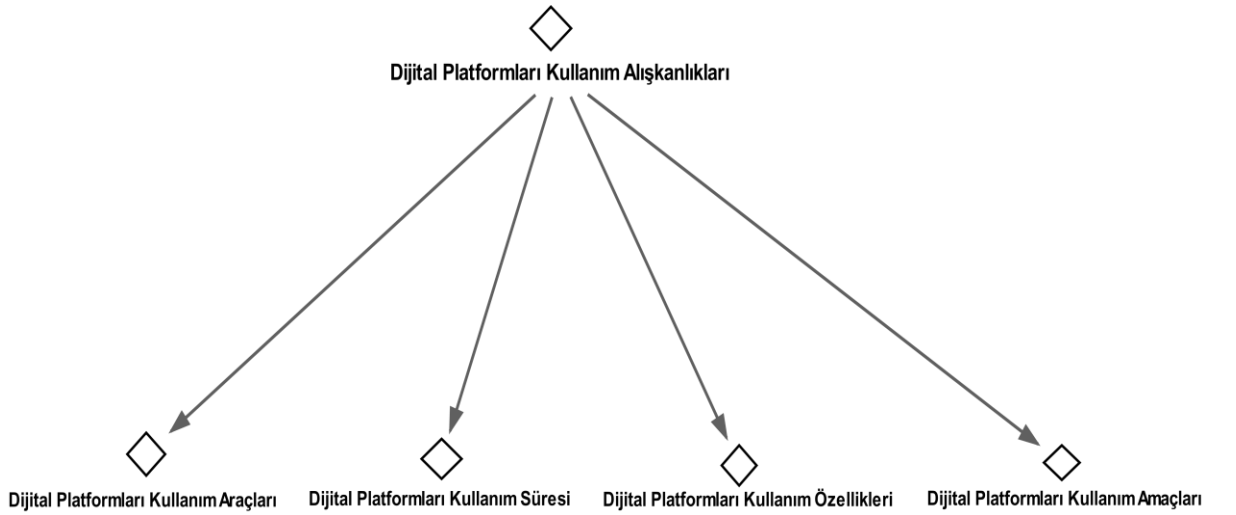 Dijital Platformları Kullanım Alışkanlıkları
Dijital Platformları Kullanım Araçları
Dijital Platformları Kullanım Süresi
Dijital Platformları Kullanım Özellikleri
Dijital Platformları Kullanım Amaçları